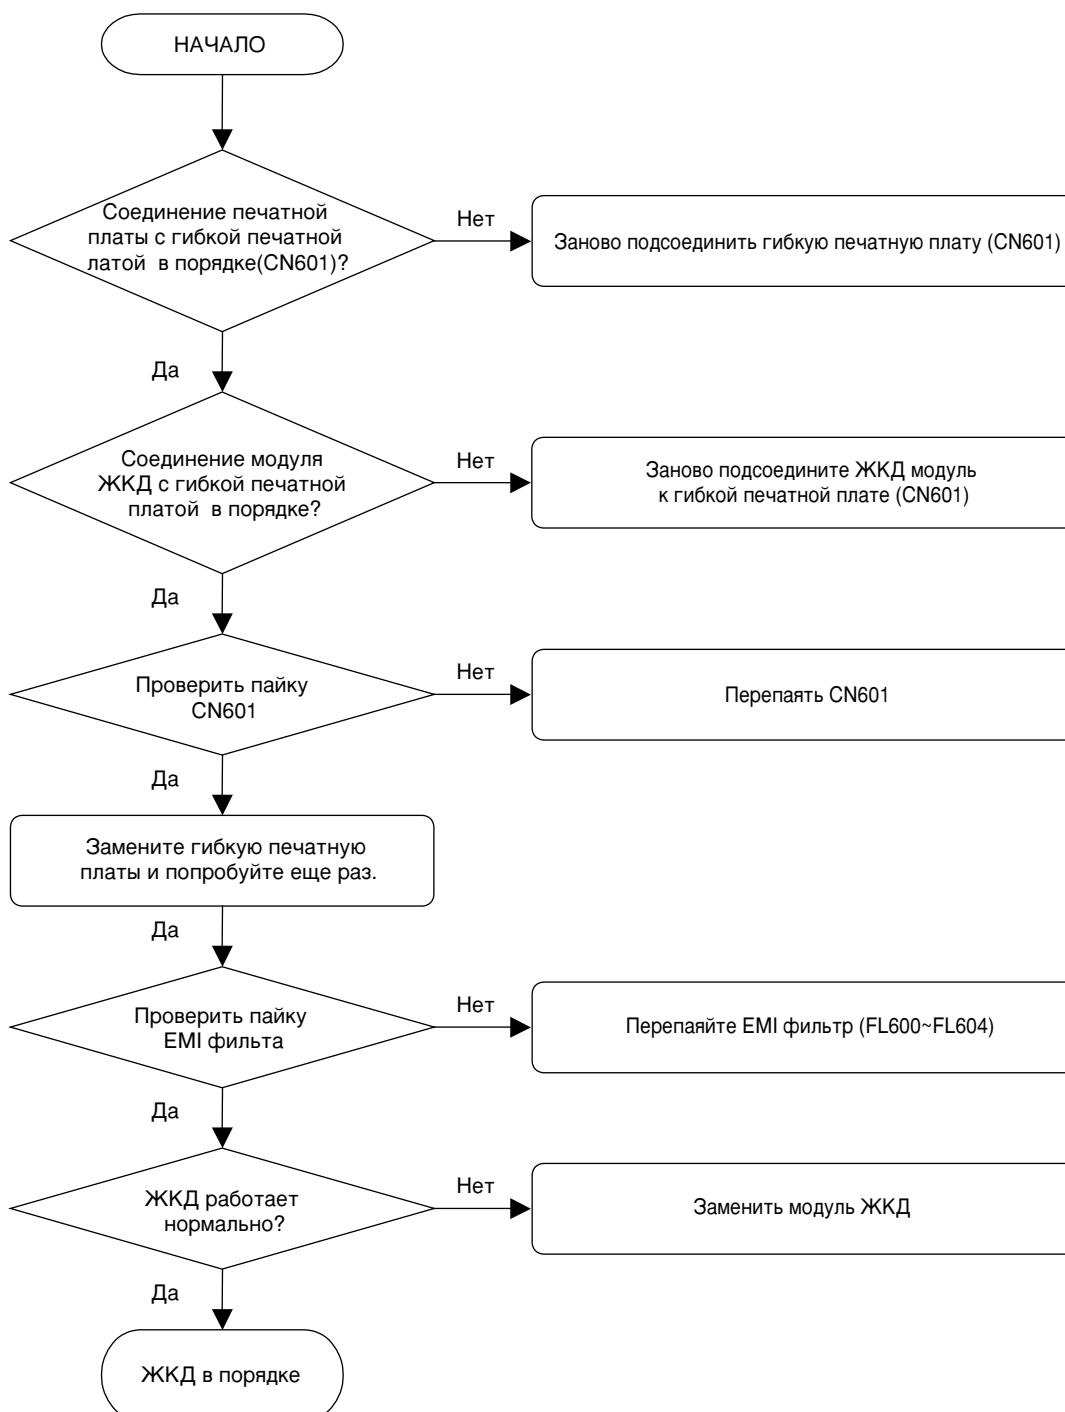 НАЧАЛО
Соединение печатной
платы с гибкой печатной
латой в порядке(CN601)?
Нет
Заново подсоединить гибкую печатную плату (CN601)
Да
Соединение модуля
ЖКД с гибкой печатной
платой в порядке?
Нет
Заново подсоедините ЖКД модуль
к гибкой печатной плате (CN601)
Да
Проверить пайку
CN601
Нет
Перепаять CN601
Да
Замените гибкую печатную
платы и попробуйте еще раз.
Да
Проверить пайку
EMI фильта
Нет
Перепаяйте EMI фильтр (FL600~FL604)
Да
ЖКД работает
нормально?
Нет
Заменить модуль ЖКД
Да
ЖКД в порядке